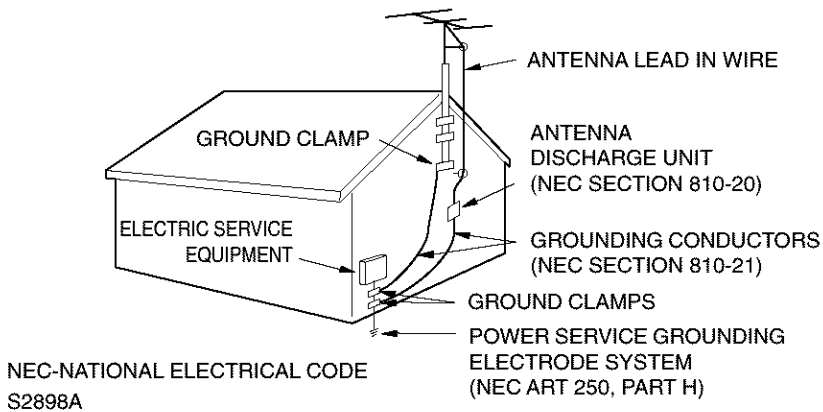 ANTENNA LEAD IN WIRE
GROUND CLAMP
ANTENNA
DISCHARGE UNIT
(NEC SECTION 810-20)
ELECTRIC SERVICE
EQUIPMENT
GROUNDING CONDUCTORS
(NEC SECTION 810-21)
GROUND CLAMPS
POWER SERVICE GROUNDING
ELECTRODE SYSTEM
(NEC ART 250, PART H)
NEC-NATIONAL ELECTRICAL CODE
S2898A